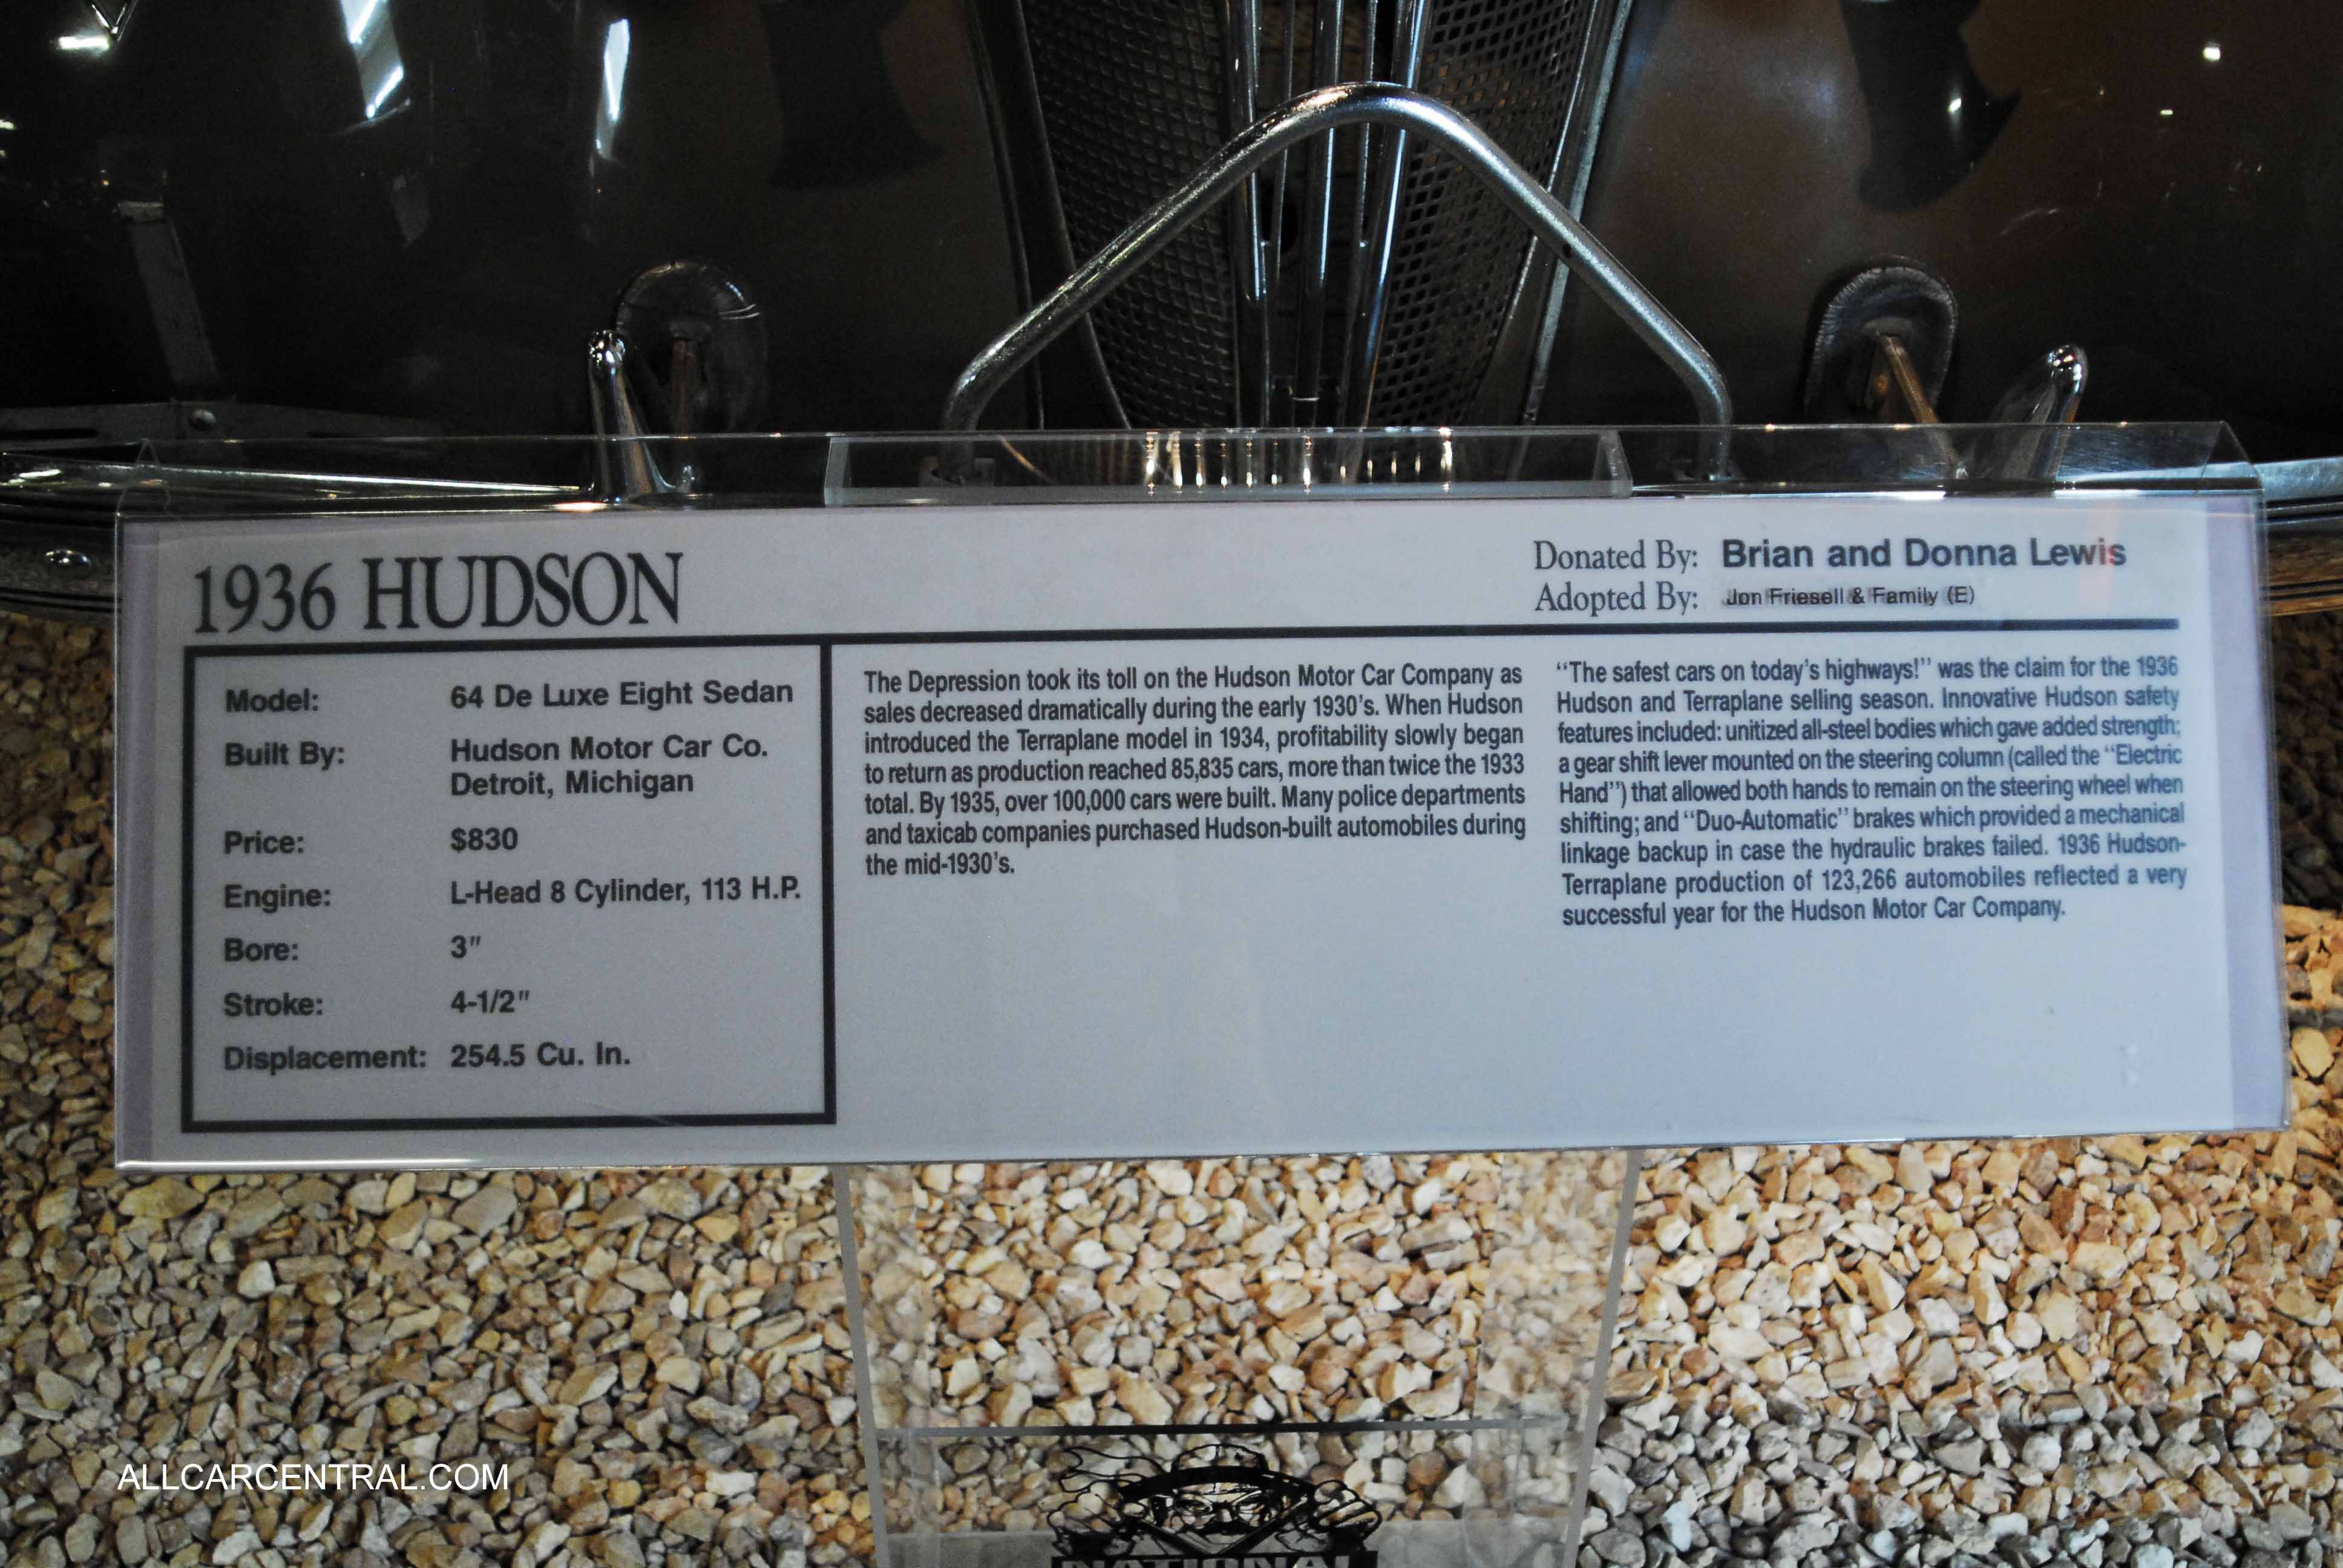 1936 HUDSON
Donated By: Brian and Donna Lewis
Adopted By: Jon Friesell & Family (E)
Model: 64 De Luxe Eight Sedan
Built By: Hudson Motor Car Co.
Detroit, Michigan
Price: $830
Engine: L-Head 8 Cylinder, 113 H.P.
Bore: 3"
Stroke: 4-1/2"
Displacement: 254.5 Cu. In.
The Depression took its toll on the Hudson Motor Car Company as
sales decreased dramatically during the early 1930's. When Hudson
introduced the Terraplane model in 1934, profitability slowly began
to return as production reached 85,835 cars, more than twice the 1933
total. By 1935, over 100,000 cars were built. Many police departments
and taxicab companies purchased Hudson-built automobiles during
the mid-1930's.
"The safest cars on today's highways!" was the claim for the 1936
Hudson and Terraplane selling season. Innovative Hudson safety
features included: unitized all-steel bodies which gave added strength;
a gear shift lever mounted on the steering column (called the "Electric
Hand") that allowed both hands to remain on the steering wheel when
shifting; and "Duo-Automatic" brakes which provided a mechanical
linkage backup in case the hydraulic brakes failed. 1936 Hudson-
Terraplane production of 123,266 automobiles reflected a very
successful year for the Hudson Motor Car Company.
ALLCARCENTRAL.COM
NATIONAL